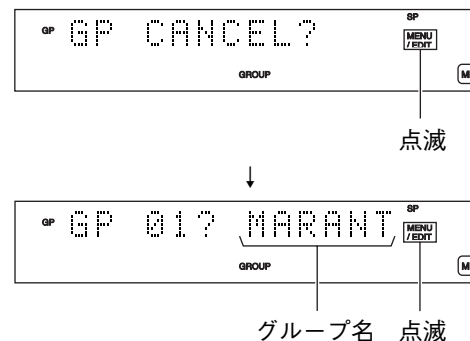 SP
GP GP CANCEL? MENU /EDIT
GROUP M
点滅
↓
SP
GP GP 01? MARANT MENU /EDIT
GROUP M
グループ名 点滅